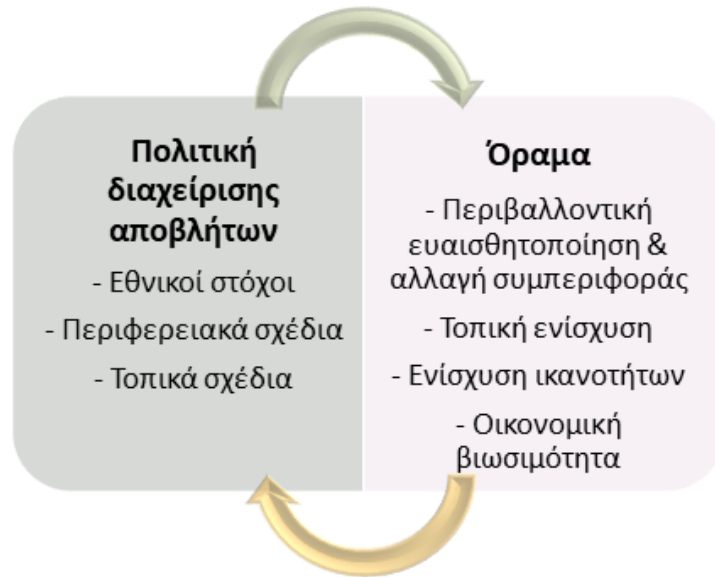 Πολιτική
διαχείρισης
αποβλήτων
- Εθνικοί στόχοι
- Περιφερειακά σχέδια
- Τοπικά σχέδια
Όραμα
- Περιβαλλοντική
ευαισθητοποίηση &
αλλαγή συμπεριφοράς
- Τοπική ενίσχυση
- Ενίσχυση ικανοτήτων
- Οικονομική
βιωσιμότητα